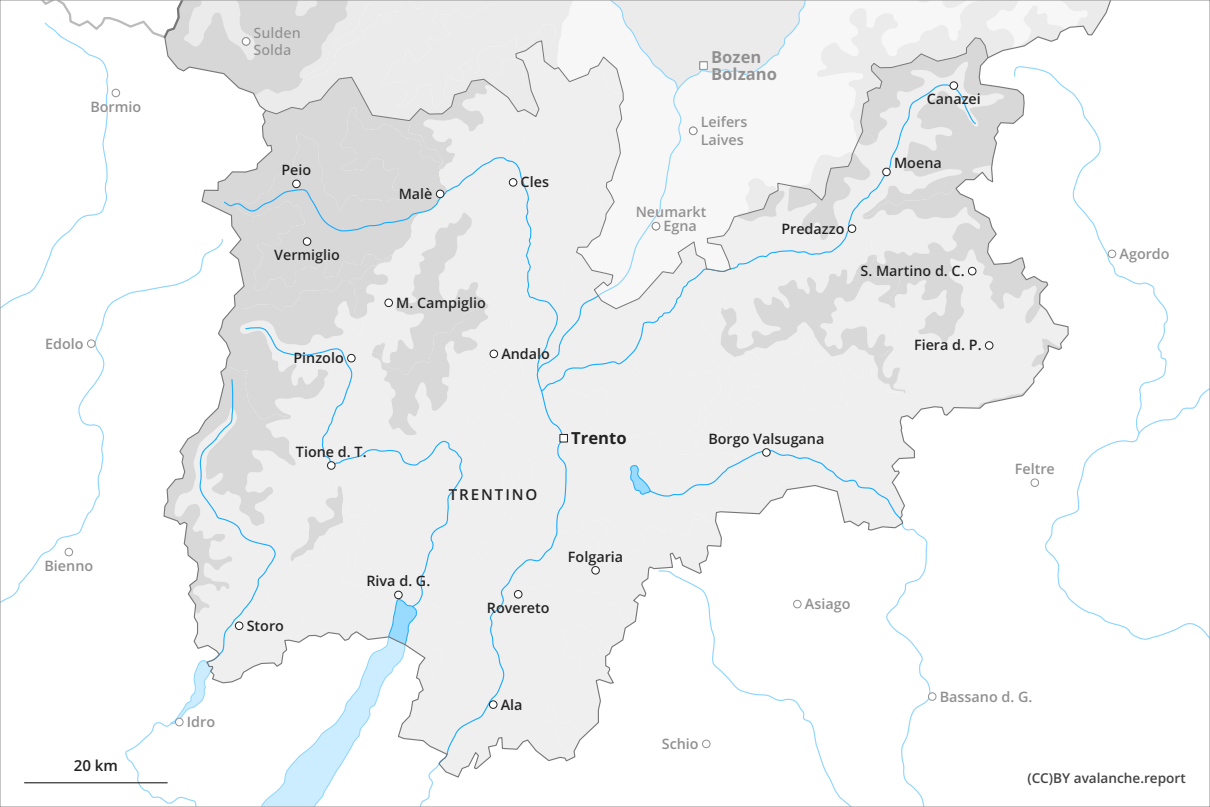 Sulden
Solda
Bozen
Bolzano
Bormio
Canazei
Leifers
Laives
Moena
Peio
Malè
Cles
Neumarkt
Egna
Predazzo
Vermiglio
Agordo
S. Martino d. C.
M. Campiglio
Edolo
Fiera d. P.
Pinzolo
Andalo
Trento
Borgo Valsugana
Tione d. T.
Feltre
TRENTINO
Bienno
Folgaria
Riva d. G.
Rovereto
Asiago
Storo
Bassano d. G.
Ala
Idro
Schio
20 km
(CC)BY avalanche.report